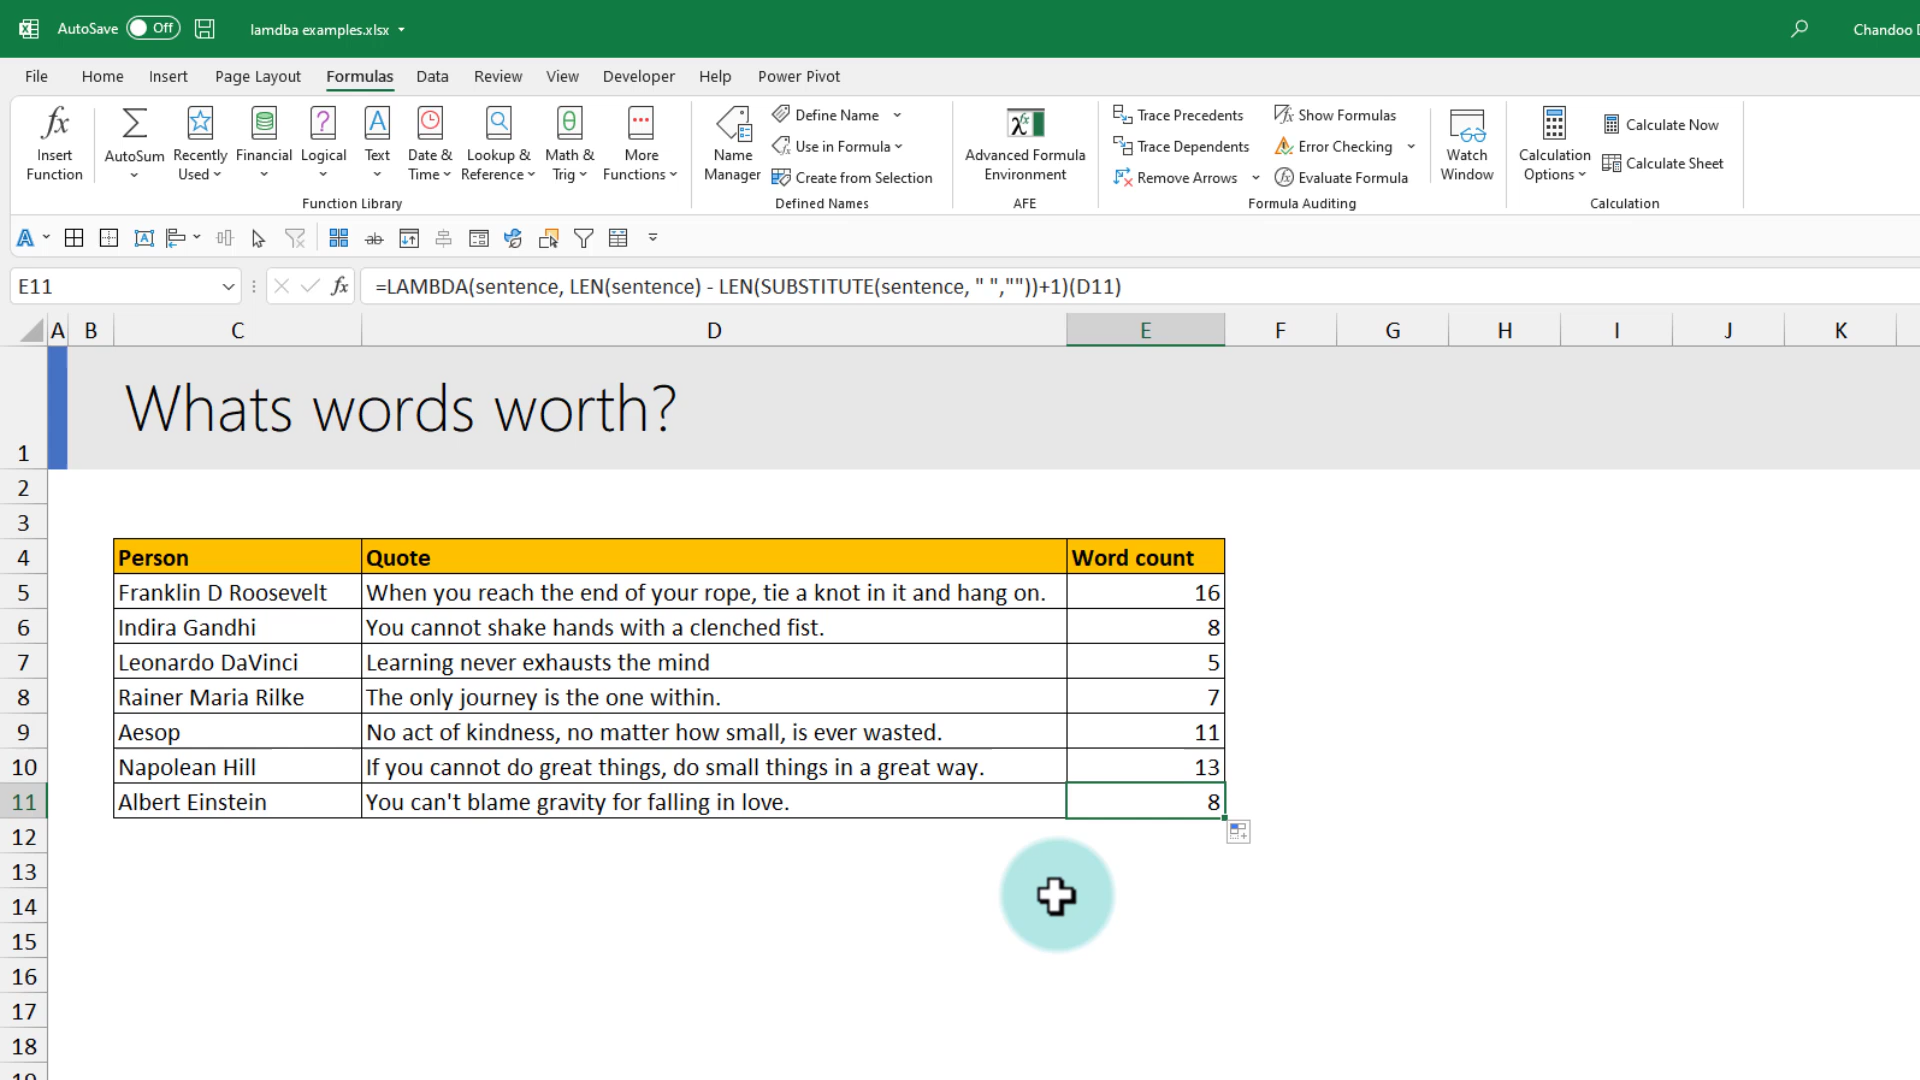 AutoSave Off lamdba examples.xlsx Chandoo D
File Home Insert Page Layout Formulas Data Review View Developer Help Power Pivot
Insert Function
AutoSum
Recently Used
Financial
Logical
Text
Date & Time
Lookup & Reference
Math & Trig
More Functions
Function Library
Name Manager
Define Name
Use in Formula
Create from Selection
Defined Names
Advanced Formula Environment
AFE
Trace Precedents
Trace Dependents
Remove Arrows
Show Formulas
Error Checking
Evaluate Formula
Formula Auditing
Watch Window
Calculation Options
Calculate Now
Calculate Sheet
Calculation
E11 fx =LAMBDA(sentence, LEN(sentence) - LEN(SUBSTITUTE(sentence, " ",""))+1)(D11)
A B C D E F G H I J K
1 Whats words worth?
2
3
4 Person Quote Word count
5 Franklin D Roosevelt When you reach the end of your rope, tie a knot in it and hang on. 16
6 Indira Gandhi You cannot shake hands with a clenched fist. 8
7 Leonardo DaVinci Learning never exhausts the mind 5
8 Rainer Maria Rilke The only journey is the one within. 7
9 Aesop No act of kindness, no matter how small, is ever wasted. 11
10 Napolean Hill If you cannot do great things, do small things in a great way. 13
11 Albert Einstein You can't blame gravity for falling in love. 8
12
13
14
15
16
17
18
19